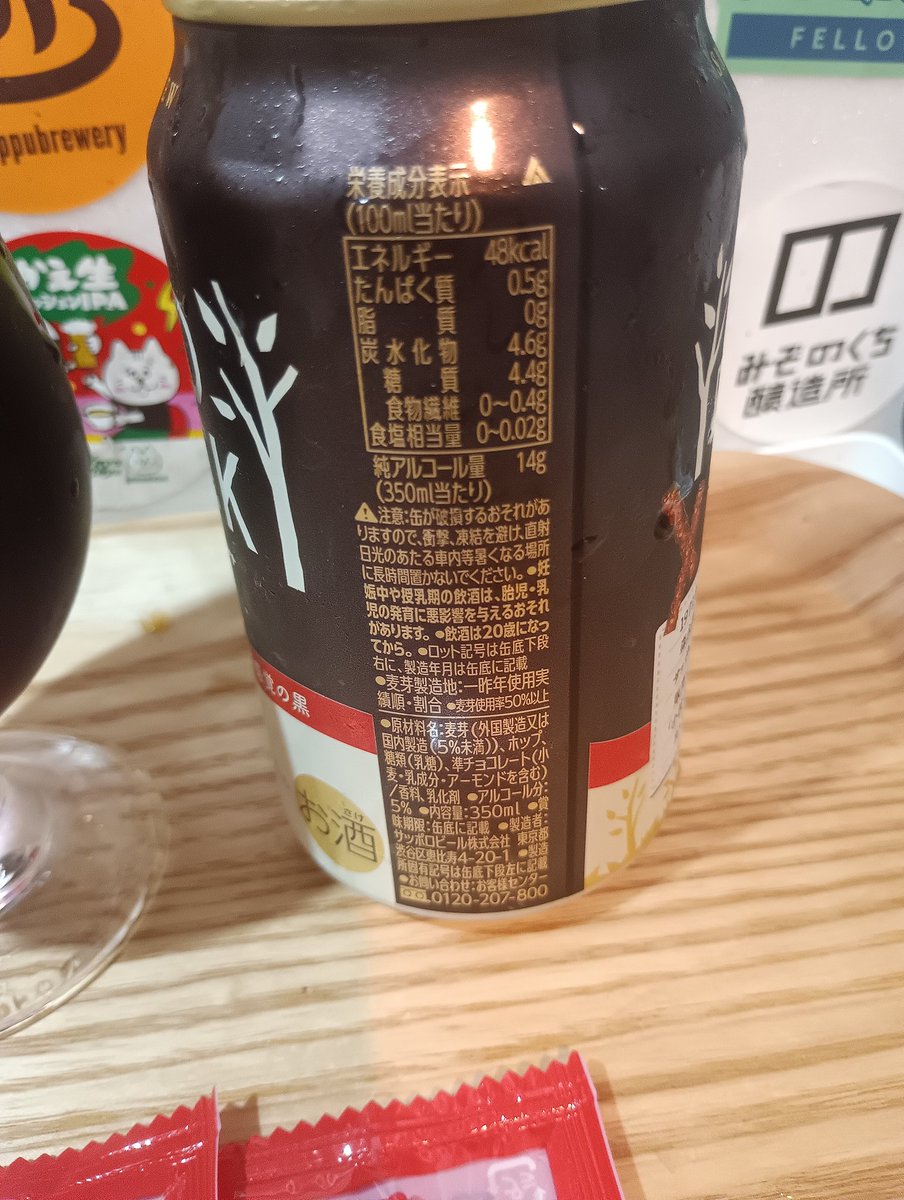 ppubrewery
FELLO
かえ生
IPA
みぞのくち
醸造所
栄養成分表示
(100ml当たり)
エネルギー 48kcal
たんぱく質 0.5g
脂質 0g
炭水化物 4.6g
糖質 4.4g
食物繊維 0~0.4g
食塩相当量 0~0.02g
純アルコール量 14g
(350ml当たり)
注意:缶が破損するおそれがあ
りますので、衝撃、凍結を避け、直射
日光のあたる車内等暑くなる場所
に長時間置かないでください。●妊
娠中や授乳期の飲酒は、胎児・乳
児の発育に悪影響を与えるおそれ
があります。●飲酒は20歳になっ
てから。●ロット記号は缶底下段
右に、製造年月は缶底に記載
●麦芽製造地:一昨年使用実
績順・割合 ●麦芽使用率50%以上
●原材料名:麦芽(外国製造又は
国内製造(5%未満))、ホップ、
糖類(乳糖)、準チョコレート(小
麦・乳成分・アーモンドを含む)
/香料、乳化剤 ●アルコール分:
5% ●内容量:350ml ●賞
味期限:缶底に記載 ●製造者:
サッポロビール株式会社 東京都
渋谷区恵比寿4-20-1 ●製造
所固有記号は缶底下段左に記載
●お問い合わせ:お客様センター
0120-207-800
K
の黒
さけ
お酒